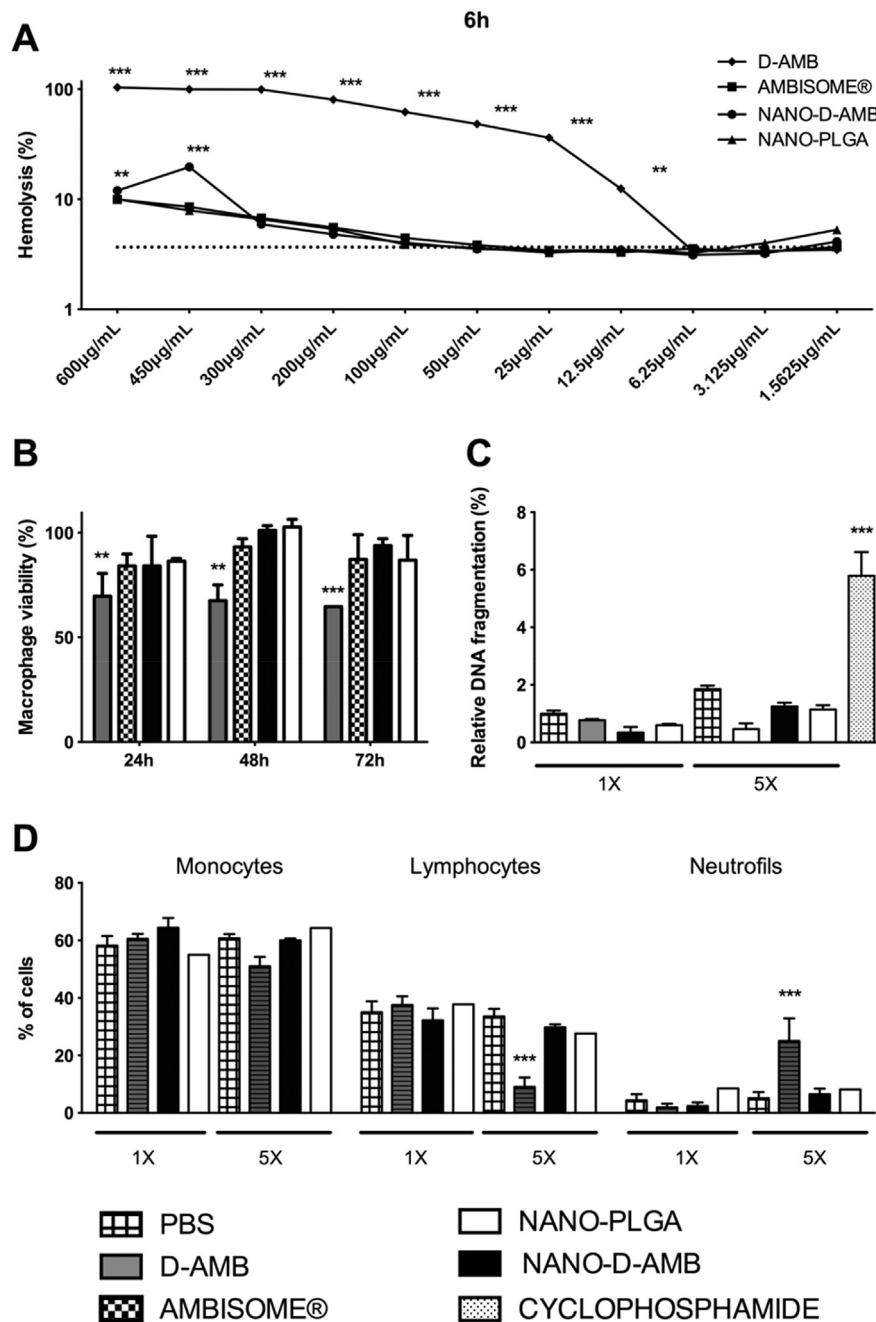 6h
A
D-AMB
AMBISOME®
NANO-D-AMB
NANO-PLGA
*** *** *** *** *** *** *** **
** ***
Hemolysis (%)
100
10
1
600µg/mL
450µg/mL
300µg/mL
200µg/mL
100µg/mL
50µg/mL
25µg/mL
12.5µg/mL
6.25µg/mL
3.125µg/mL
1.5625µg/mL
B
Macrophage viability (%)
100
50
0
** ** ***
24h 48h 72h
C
Relative DNA fragmentation (%)
8
6
4
2
0
***
1X 5X
D
Monocytes Lymphocytes Neutrofils
% of cells
80
60
40
20
0
*** ***
1X 5X 1X 5X 1X 5X
PBS
D-AMB
AMBISOME®
NANO-PLGA
NANO-D-AMB
CYCLOPHOSPHAMIDE